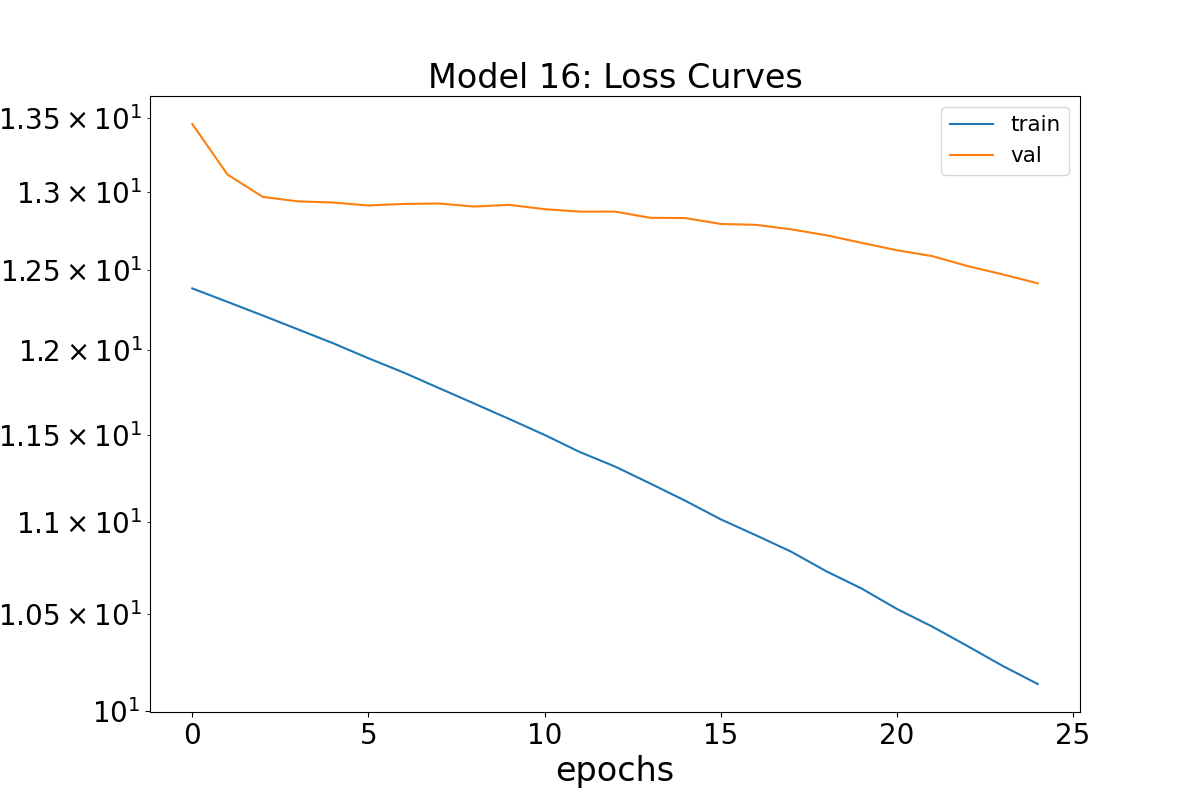 Model 16: Loss Curves
1.35 × 10¹
1.3 × 10¹
1.25 × 10¹
1.2 × 10¹
1.15 × 10¹
1.1 × 10¹
1.05 × 10¹
10¹
train
val
0 5 10 15 20 25
epochs